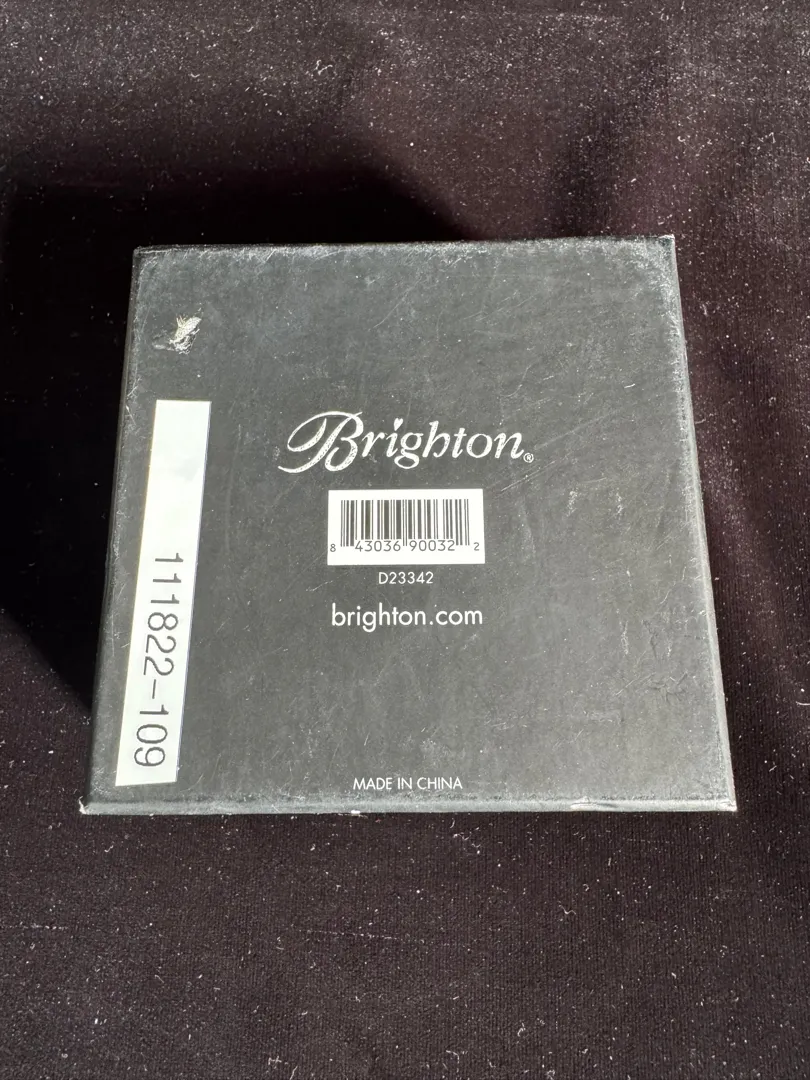 Brighton®
8 43036 90032 2
D23342
brighton.com
111822-109
MADE IN CHINA